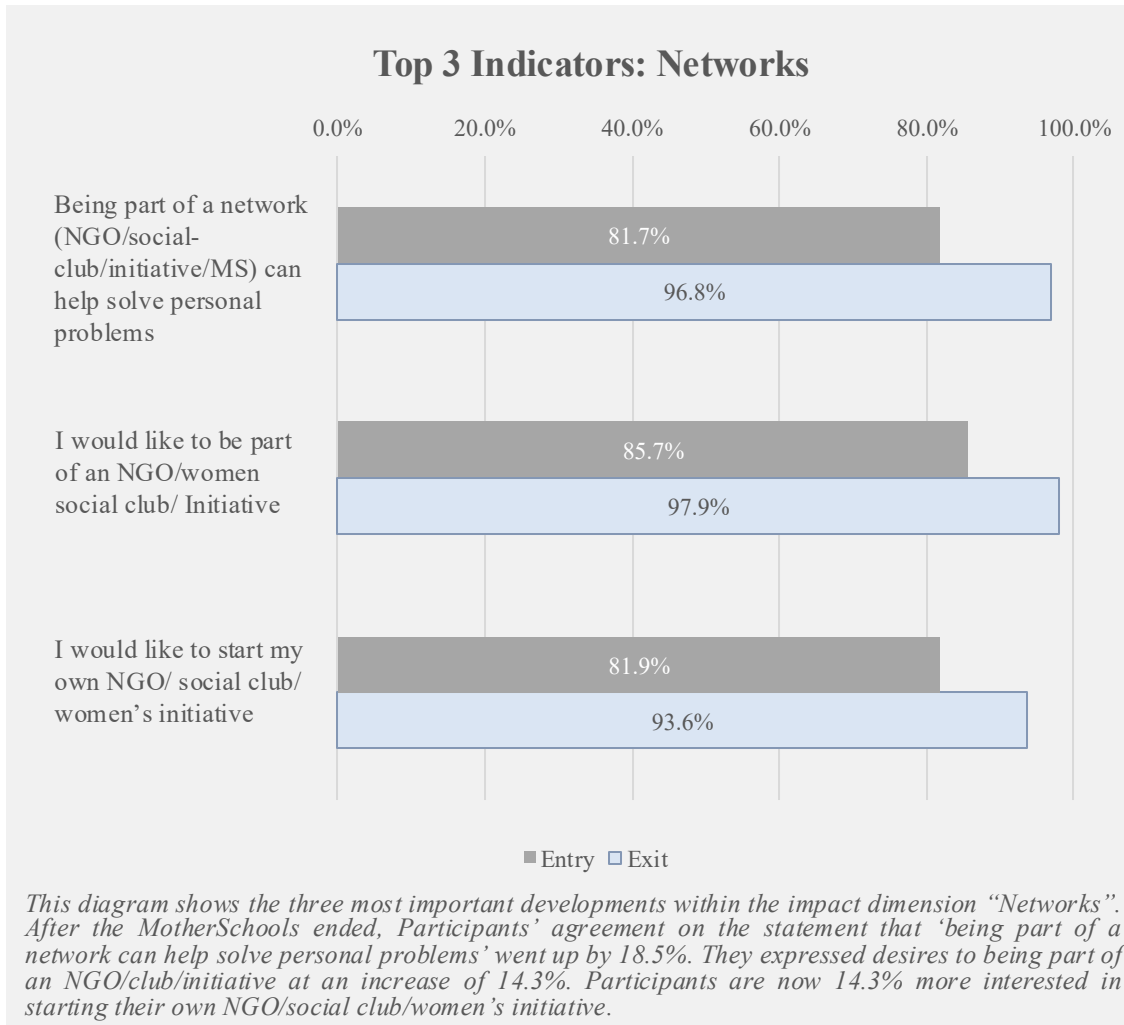 Top 3 Indicators: Networks
0.0% 20.0% 40.0% 60.0% 80.0% 100.0%
Being part of a network
(NGO/social-
club/initiative/MS) can
help solve personal
problems
81.7%
96.8%
I would like to be part
of an NGO/women
social club/ Initiative
85.7%
97.9%
I would like to start my
own NGO/ social club/
women’s initiative
81.9%
93.6%
Entry Exit
This diagram shows the three most important developments within the impact dimension “Networks”.
After the MotherSchools ended, Participants’ agreement on the statement that ‘being part of a
network can help solve personal problems’ went up by 18.5%. They expressed desires to being part of
an NGO/club/initiative at an increase of 14.3%. Participants are now 14.3% more interested in
starting their own NGO/social club/women’s initiative.